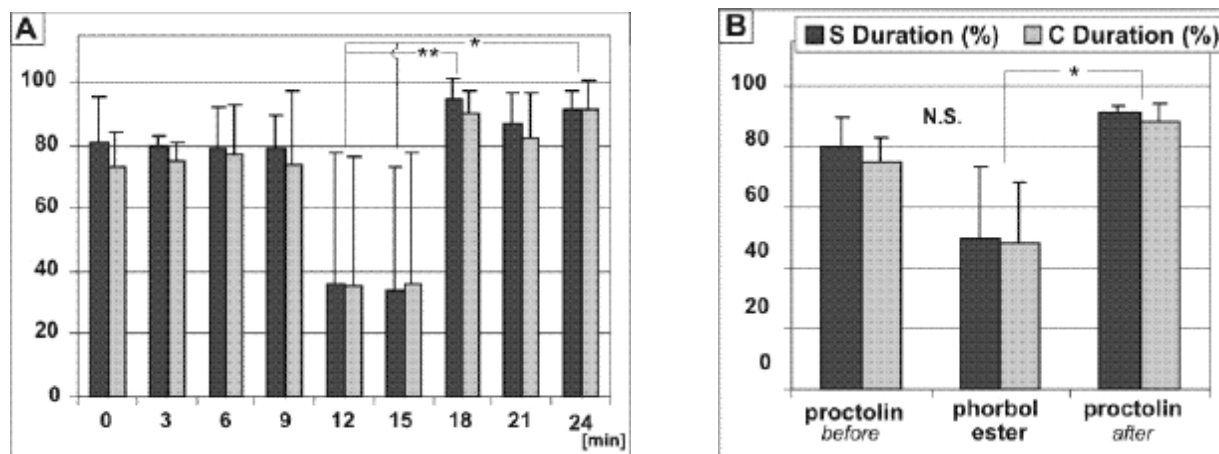 A
*
**
100
80
60
40
20
0
0 3 6 9 12 15 18 21 24
[min]
B
S Duration (%) C Duration (%)
*
100
N.S.
80
60
40
20
0
proctolin phorbol proctolin
before ester after